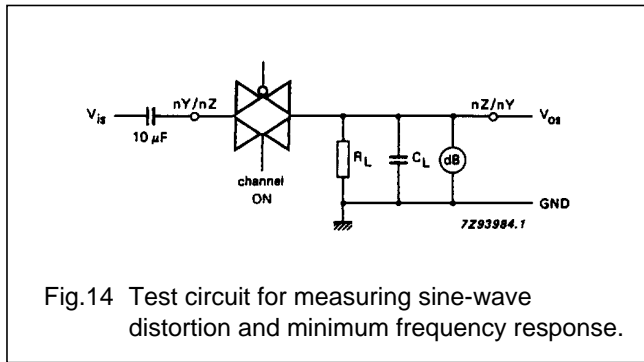 V_is
10 μF
nY/nZ
channel
ON
R_L
C_L
dB
nZ/nY
V_os
GND
7Z93984.1
Fig.14 Test circuit for measuring sine-wave
distortion and minimum frequency response.